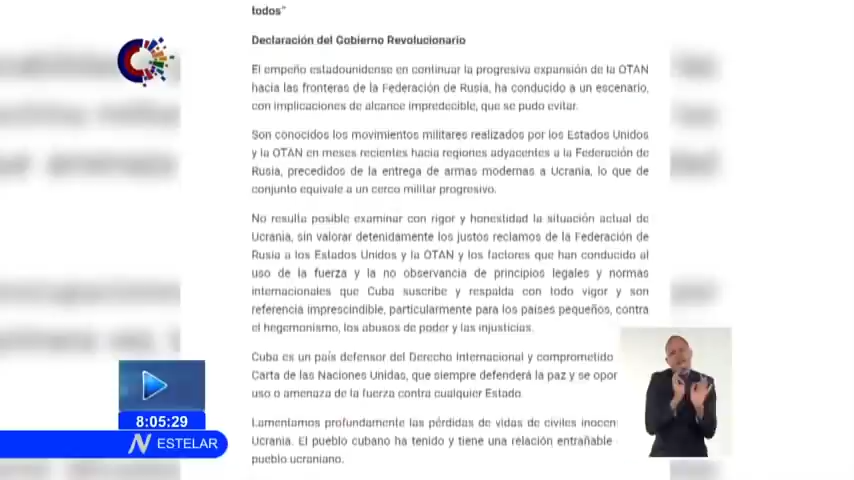 todos"
Declaración del Gobierno Revolucionario
El empeño estadounidense en continuar la progresiva expansión de la OTAN
hacia las fronteras de la Federación de Rusia, ha conducido a un escenario,
con implicaciones de alcance impredecible, que se pudo evitar.
Son conocidos los movimientos militares realizados por los Estados Unidos
y la OTAN en meses recientes hacia regiones adyacentes a la Federación de
Rusia, precedidos de la entrega de armas modernas a Ucrania, lo que de
conjunto equivale a un cerco militar progresivo.
No resulta posible examinar con rigor y honestidad la situación actual de
Ucrania, sin valorar detenidamente los justos reclamos de la Federación de
Rusia a los Estados Unidos y la OTAN y los factores que han conducido al
uso de la fuerza y la no observancia de principios legales y normas
internacionales que Cuba suscribe y respalda con todo vigor y son
referencia imprescindible, particularmente para los países pequeños, contra
el hegemonismo, los abusos de poder y las injusticias.
Cuba es un país defensor del Derecho Internacional y comprometido
Carta de las Naciones Unidas, que siempre defenderá la paz y se opon
uso o amenaza de la fuerza contra cualquier Estado
Lamentamos profundamente las pérdidas de vidas de civiles inocen
Ucrania. El pueblo cubano ha tenido y tiene una relación entrañable
pueblo ucraniano.
8:05:29
N ESTELAR